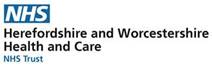 NHS
Herefordshire and Worcestershire
Health and Care
NHS Trust